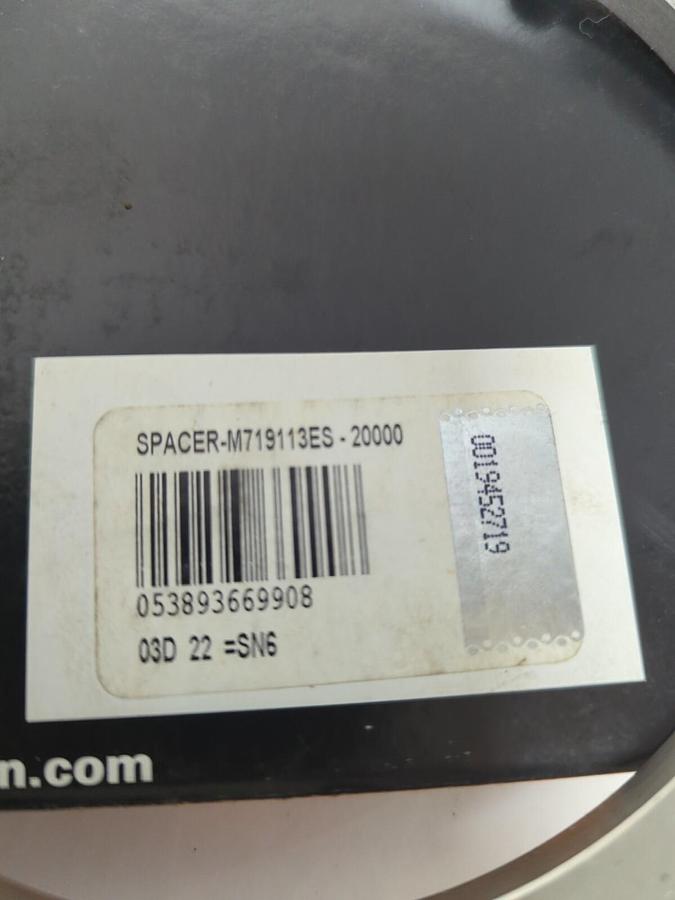 SPACER-M719113ES - 20000
053893669908
03D 22 =SN6
0019452719
n.com